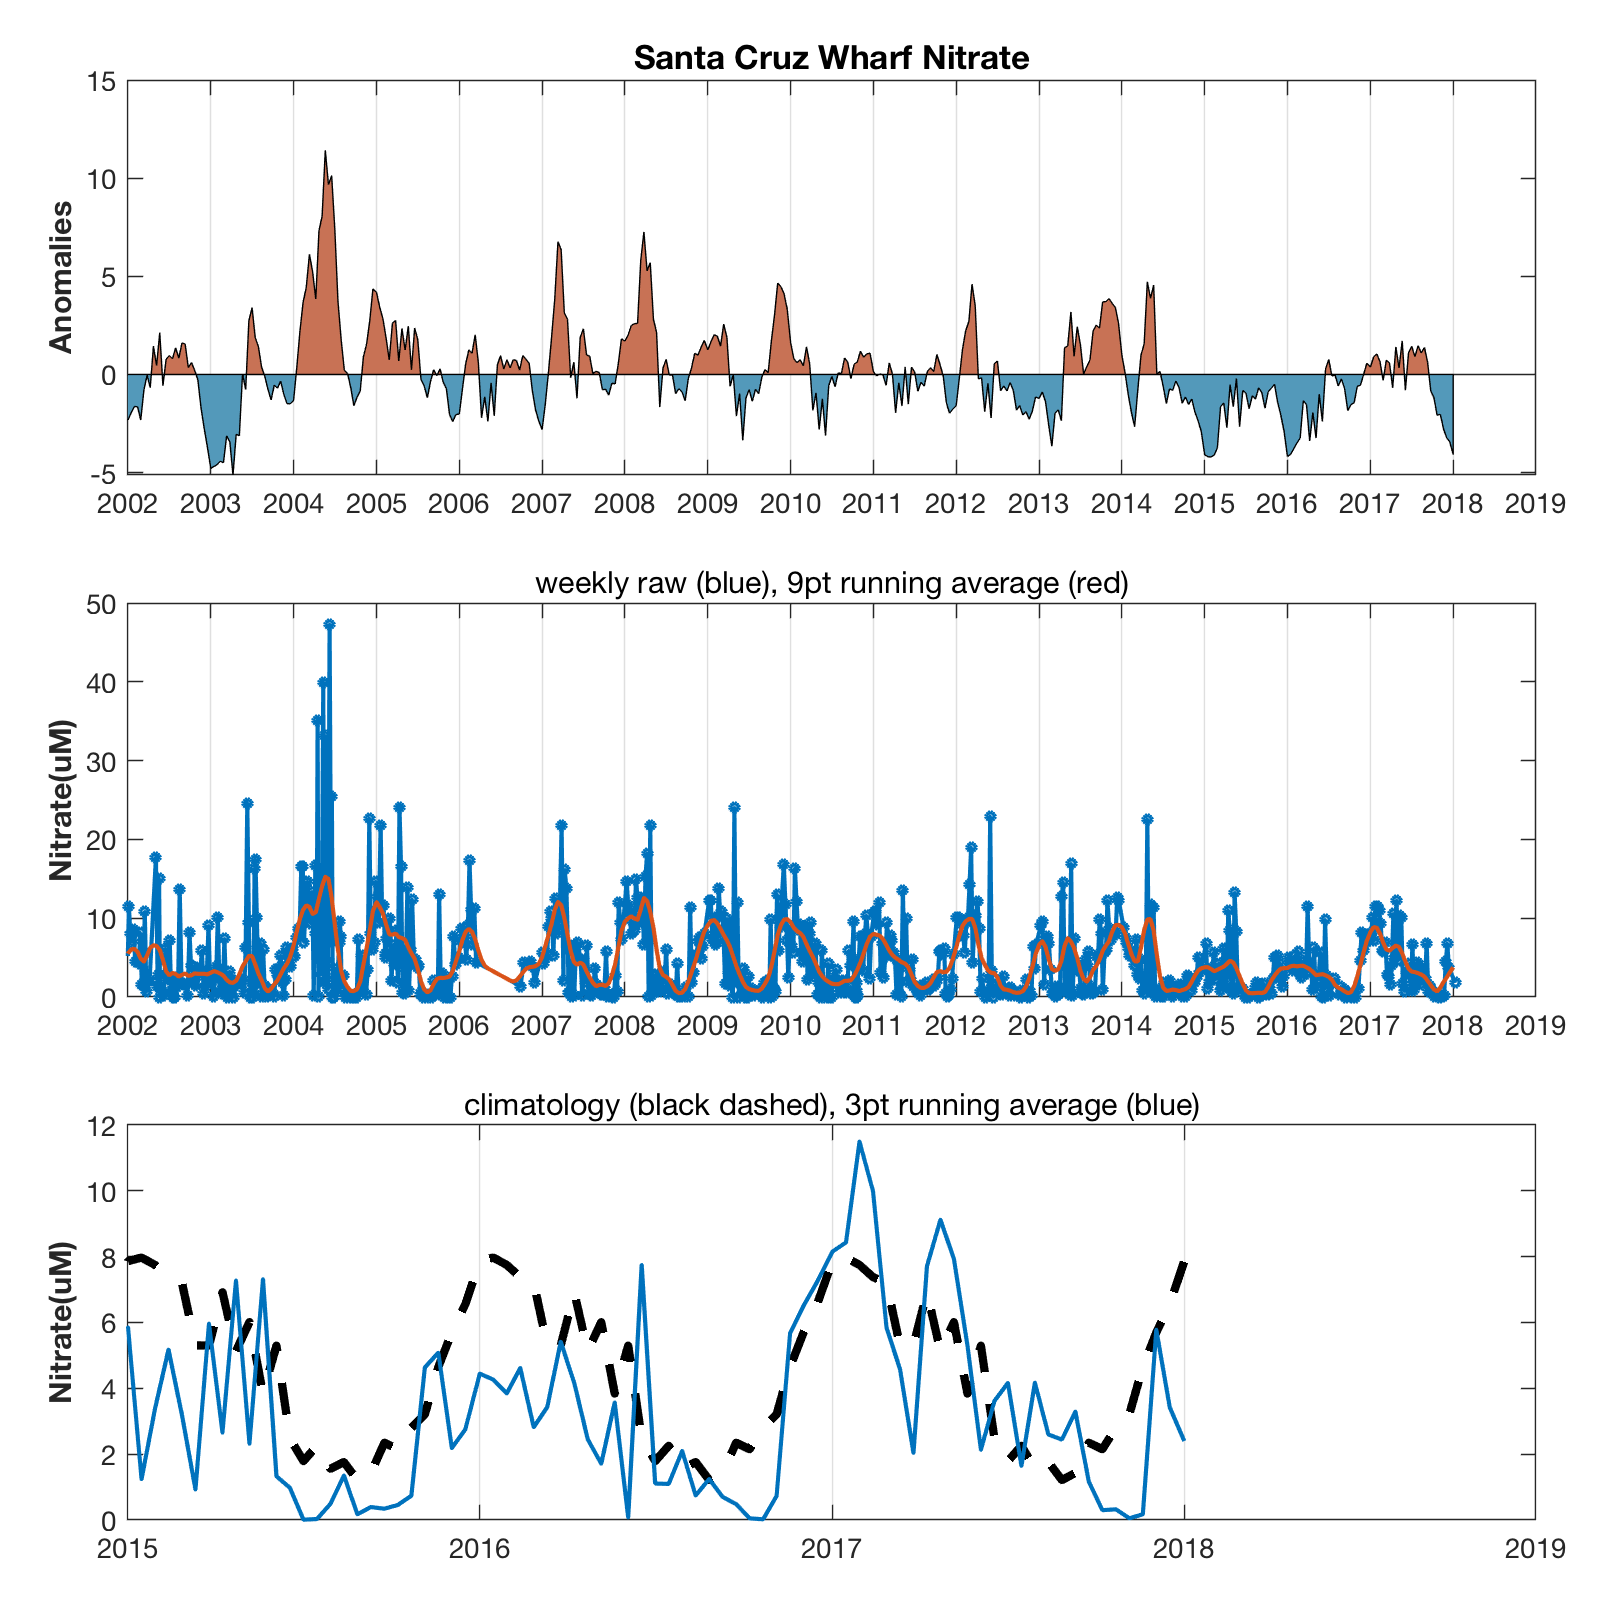 Santa Cruz Wharf Nitrate
Anomalies
15
10
5
0
-5
2002 2003 2004 2005 2006 2007 2008 2009 2010 2011 2012 2013 2014 2015 2016 2017 2018 2019
weekly raw (blue), 9pt running average (red)
Nitrate(uM)
50
40
30
20
10
0
2002 2003 2004 2005 2006 2007 2008 2009 2010 2011 2012 2013 2014 2015 2016 2017 2018 2019
climatology (black dashed), 3pt running average (blue)
Nitrate(uM)
12
10
8
6
4
2
0
2015 2016 2017 2018 2019